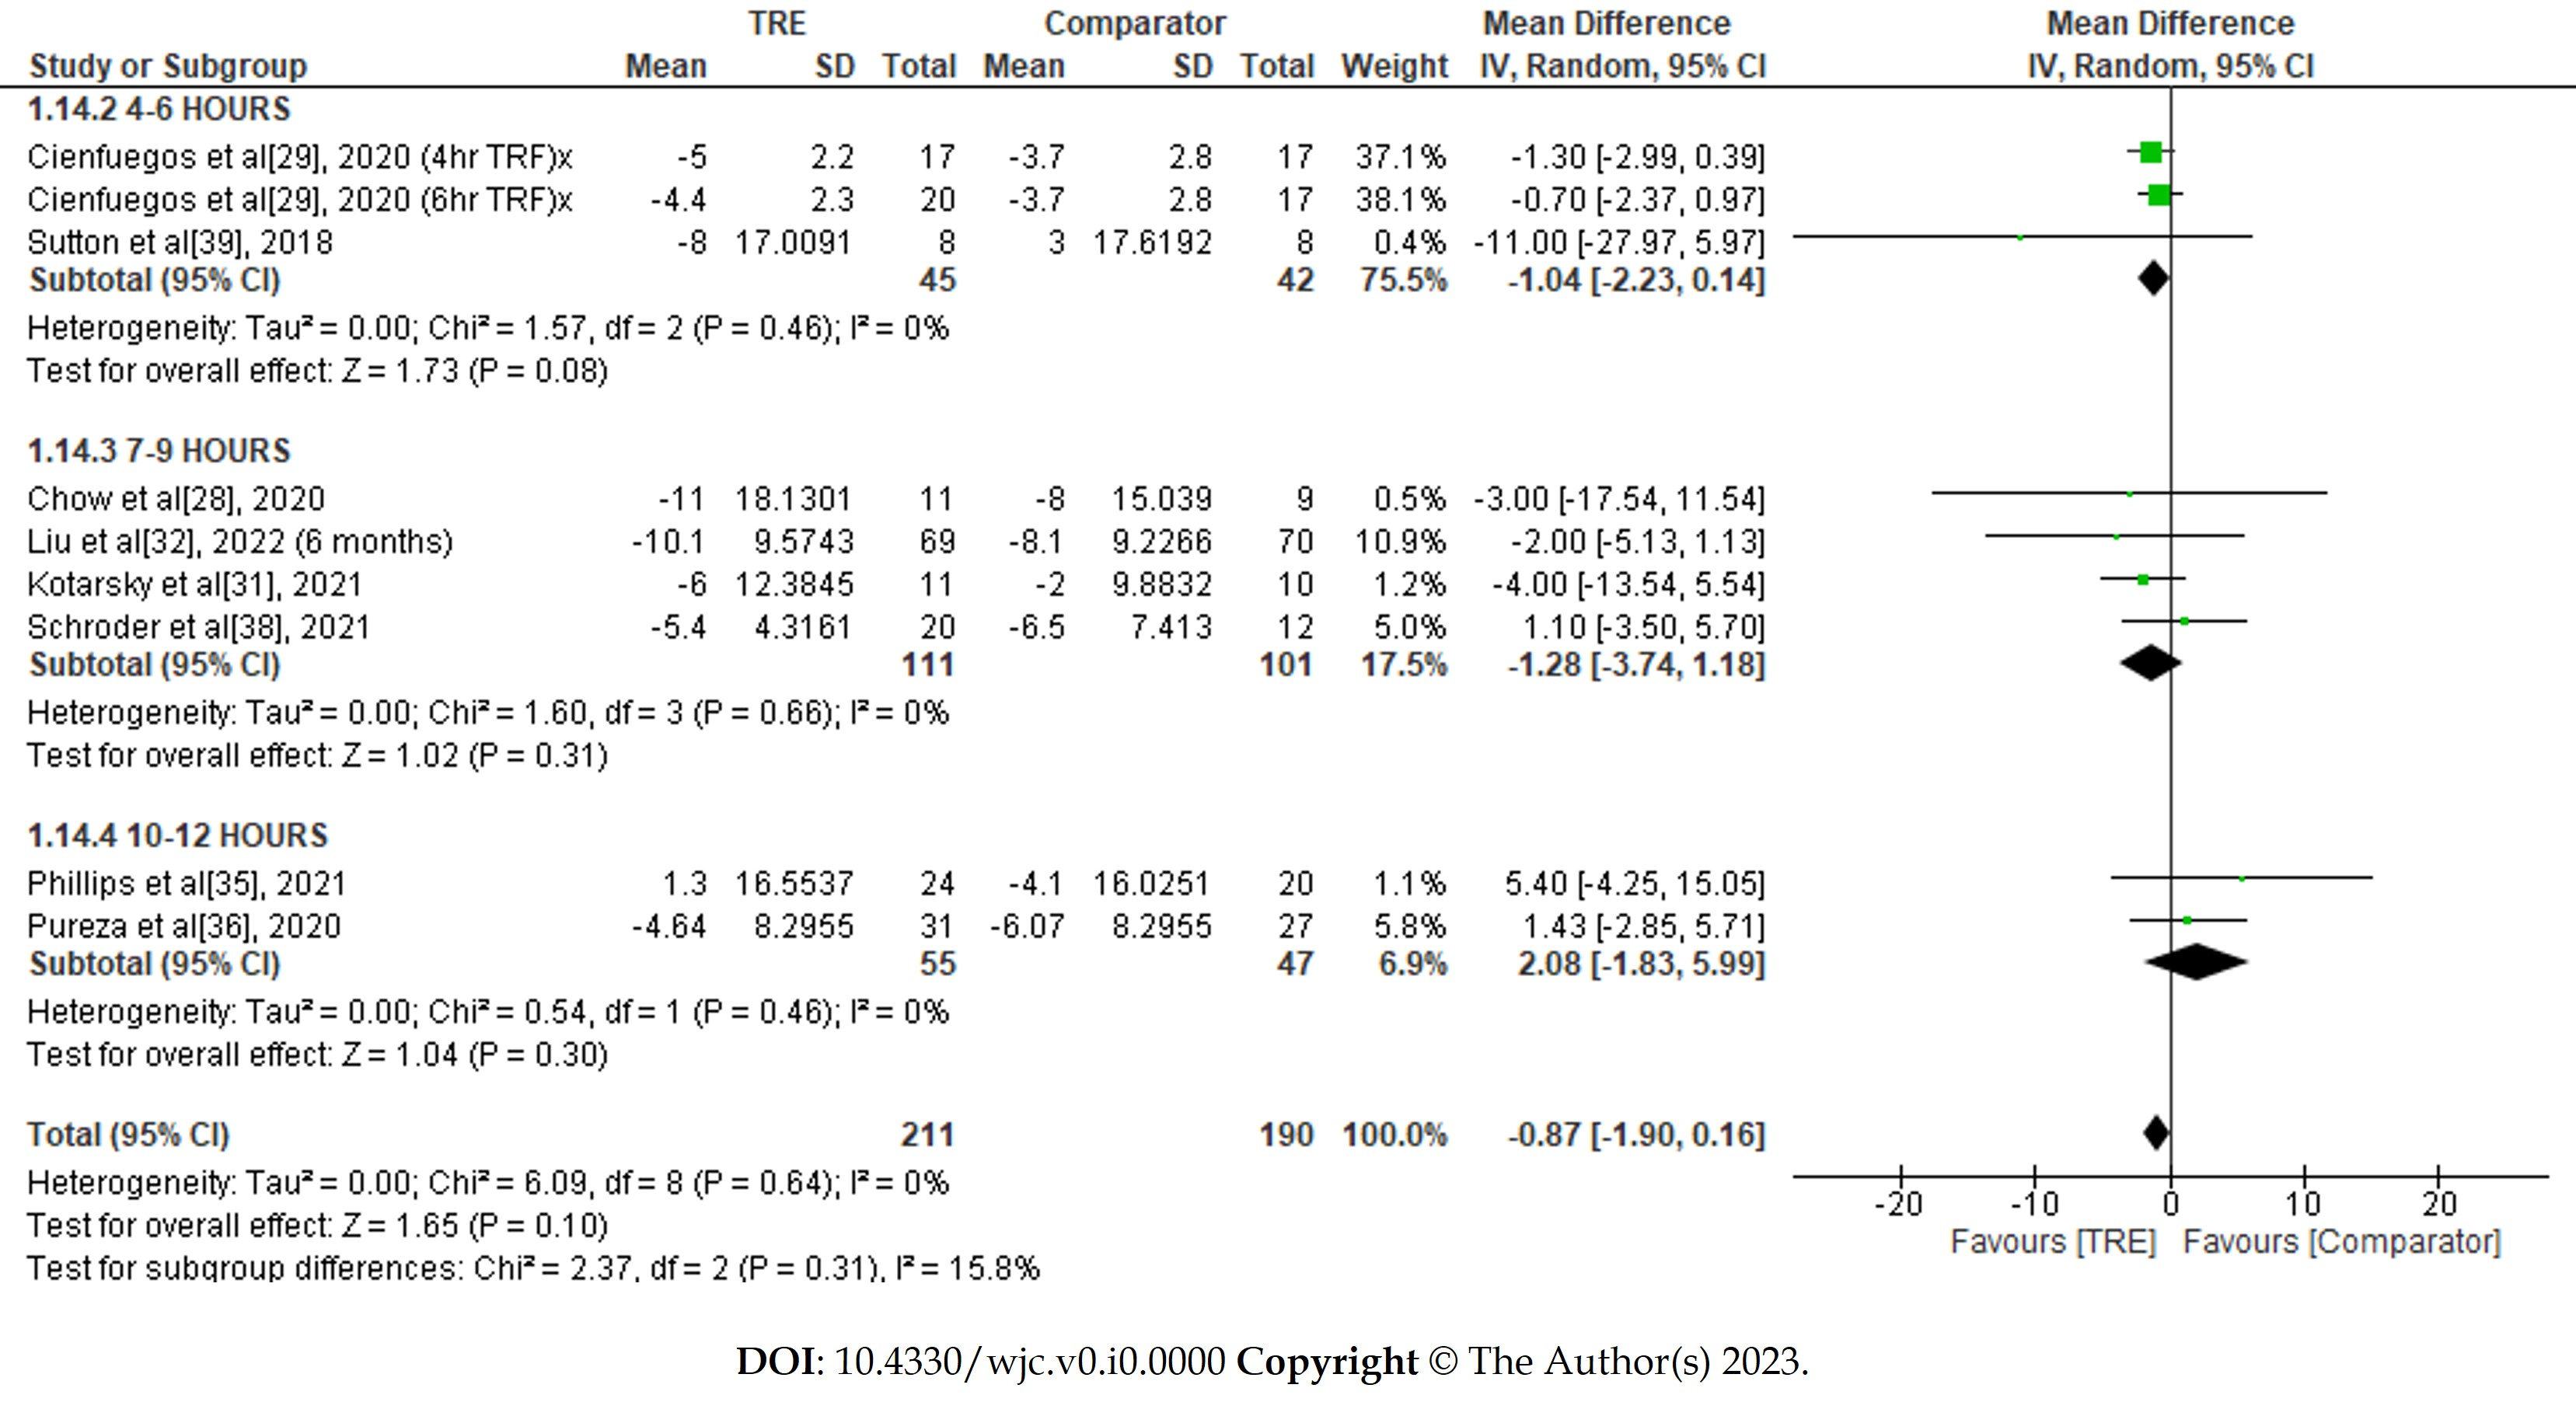 TRE Comparator Mean Difference Mean Difference
Study or Subgroup Mean SD Total Mean SD Total Weight IV, Random, 95% CI IV, Random, 95% CI
1.14.2 4-6 HOURS
Cienfuegos et al[29], 2020 (4hr TRF)x -5 2.2 17 -3.7 2.8 17 37.1% -1.30 [-2.99, 0.39]
Cienfuegos et al[29], 2020 (6hr TRF)x -4.4 2.3 20 -3.7 2.8 17 38.1% -0.70 [-2.37, 0.97]
Sutton et al[39], 2018 -8 17.0091 8 3 17.6192 8 0.4% -11.00 [-27.97, 5.97]
Subtotal (95% CI) 45 42 75.5% -1.04 [-2.23, 0.14]
Heterogeneity: Tau² = 0.00; Chi² = 1.57, df = 2 (P = 0.46); I² = 0%
Test for overall effect: Z = 1.73 (P = 0.08)
1.14.3 7-9 HOURS
Chow et al[28], 2020 -11 18.1301 11 -8 15.039 9 0.5% -3.00 [-17.54, 11.54]
Liu et al[32], 2022 (6 months) -10.1 9.5743 69 -8.1 9.2266 70 10.9% -2.00 [-5.13, 1.13]
Kotarsky et al[31], 2021 -6 12.3845 11 -2 9.8832 10 1.2% -4.00 [-13.54, 5.54]
Schroder et al[38], 2021 -5.4 4.3161 20 -6.5 7.413 12 5.0% 1.10 [-3.50, 5.70]
Subtotal (95% CI) 111 101 17.5% -1.28 [-3.74, 1.18]
Heterogeneity: Tau² = 0.00; Chi² = 1.60, df = 3 (P = 0.66); I² = 0%
Test for overall effect: Z = 1.02 (P = 0.31)
1.14.4 10-12 HOURS
Phillips et al[35], 2021 1.3 16.5537 24 -4.1 16.0251 20 1.1% 5.40 [-4.25, 15.05]
Pureza et al[36], 2020 -4.64 8.2955 31 -6.07 8.2955 27 5.8% 1.43 [-2.85, 5.71]
Subtotal (95% CI) 55 47 6.9% 2.08 [-1.83, 5.99]
Heterogeneity: Tau² = 0.00; Chi² = 0.54, df = 1 (P = 0.46); I² = 0%
Test for overall effect: Z = 1.04 (P = 0.30)
Total (95% CI) 211 190 100.0% -0.87 [-1.90, 0.16]
Heterogeneity: Tau² = 0.00; Chi² = 6.09, df = 8 (P = 0.64); I² = 0%
Test for overall effect: Z = 1.65 (P = 0.10)
Test for subgroup differences: Chi² = 2.37, df = 2 (P = 0.31), I² = 15.8%
-20 -10 0 10 20
Favours [TRE] Favours [Comparator]
DOI: 10.4330/wjc.v0.i0.0000 Copyright © The Author(s) 2023.